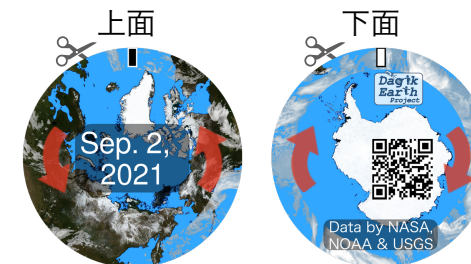 上面
下面
Sep. 2,
2021
Dagik
Earth
Project
Data by NASA,
NOAA & USGS